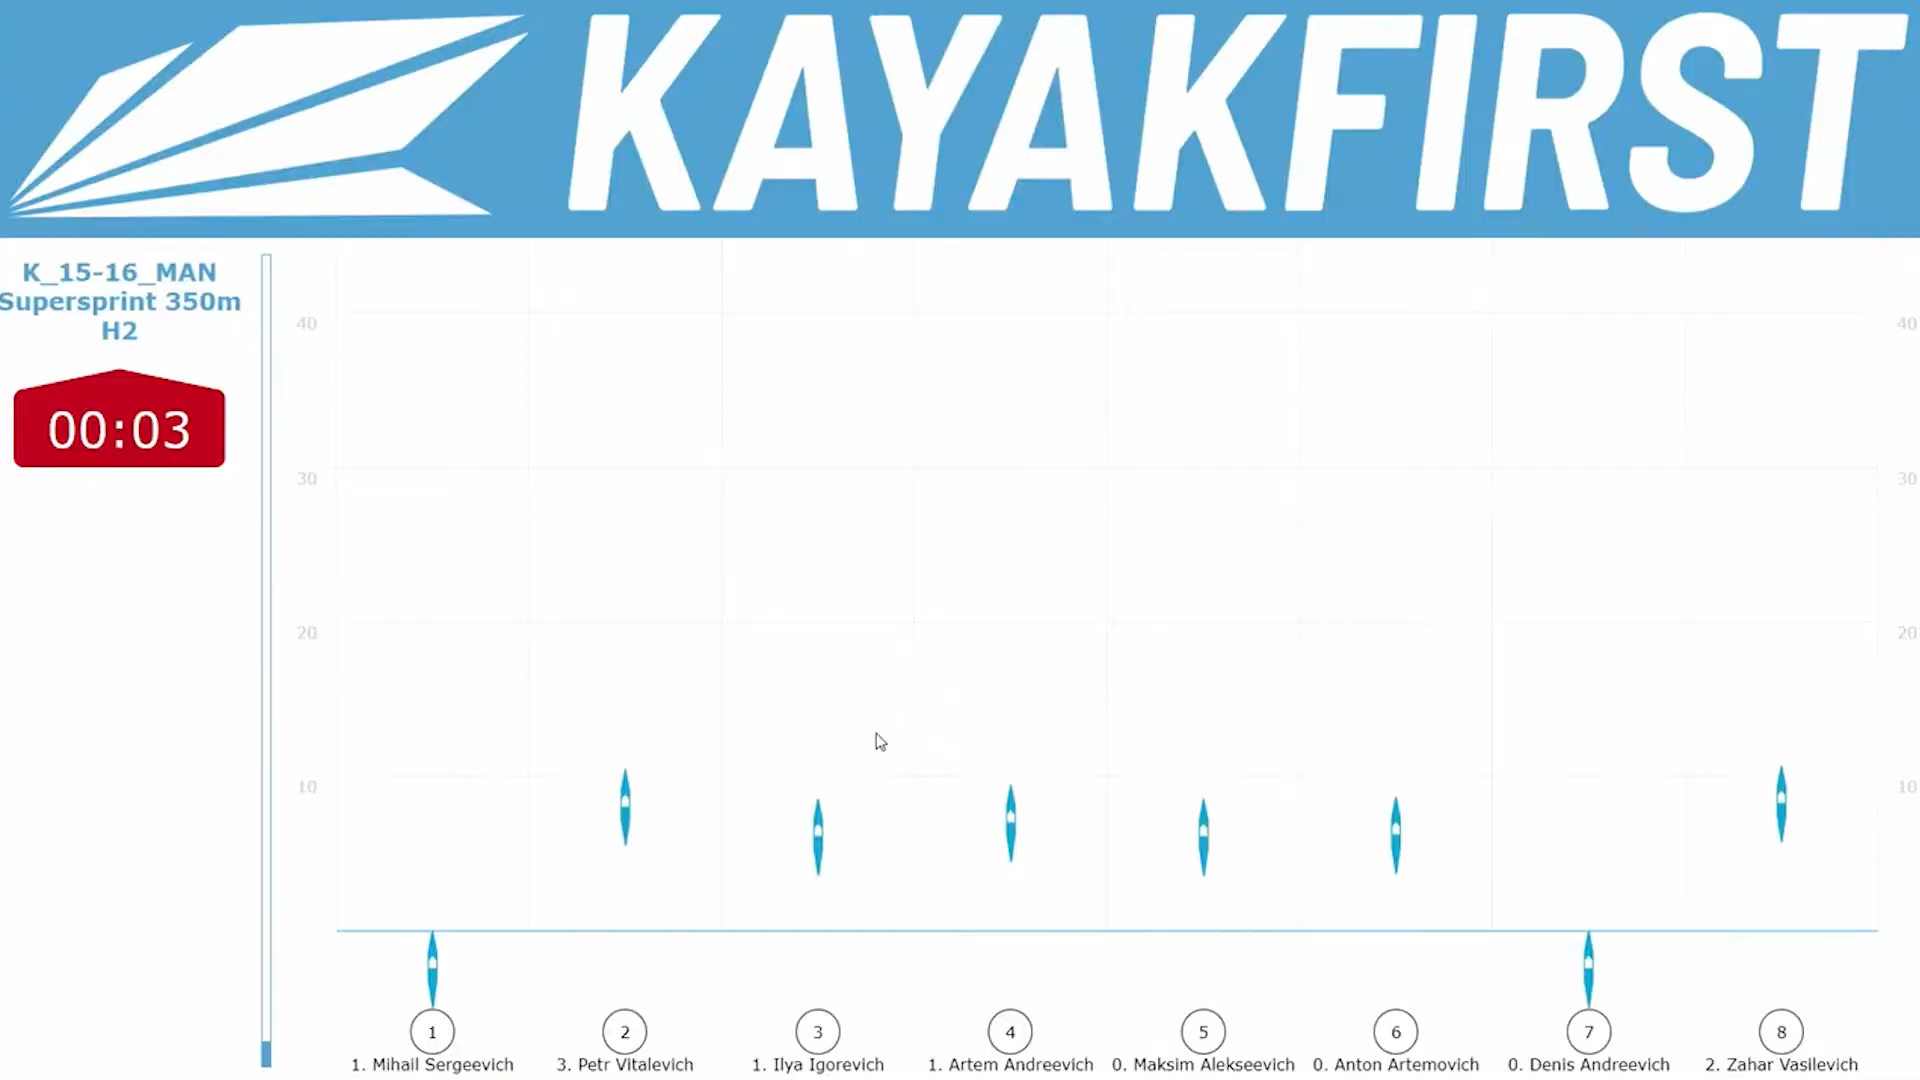 KAYAKFIRST
K_15-16_MAN
Supersprint 350m
H2
00:03
40
40
30
30
20
20
10
10
1
2
3
4
5
6
7
8
1. Mihail Sergeevich
3. Petr Vitalevich
1. Ilya Igorevich
1. Artem Andreevich
0. Maksim Alekseevich
0. Anton Artemovich
0. Denis Andreevich
2. Zahar Vasilevich